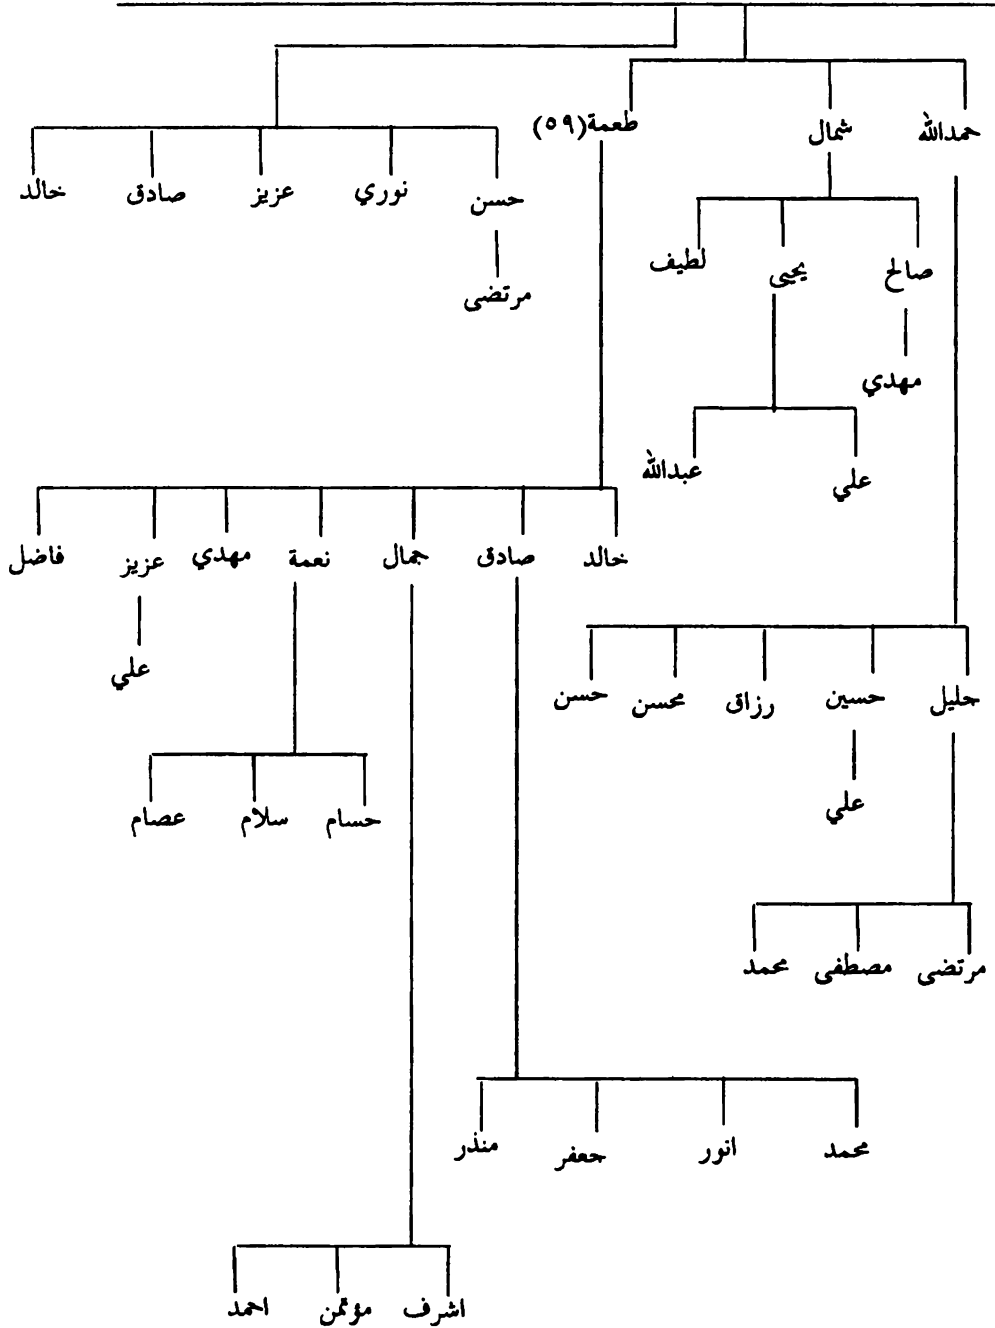 حمدالله شمال طعمة(٥٩)
حسن نوري عزيز صادق خالد
صالح يحيى لطيف
مرتضى
مهدي
علي عبدالله
خالد صادق جمال نعمة مهدي عزيز فاضل
علي
جليل حسين رزاق محسن حسن
علي
حسام سلام عصام
مرتضى مصطفى محمد
محمد انور جعفر منذر
اشرف مؤتمن احمد